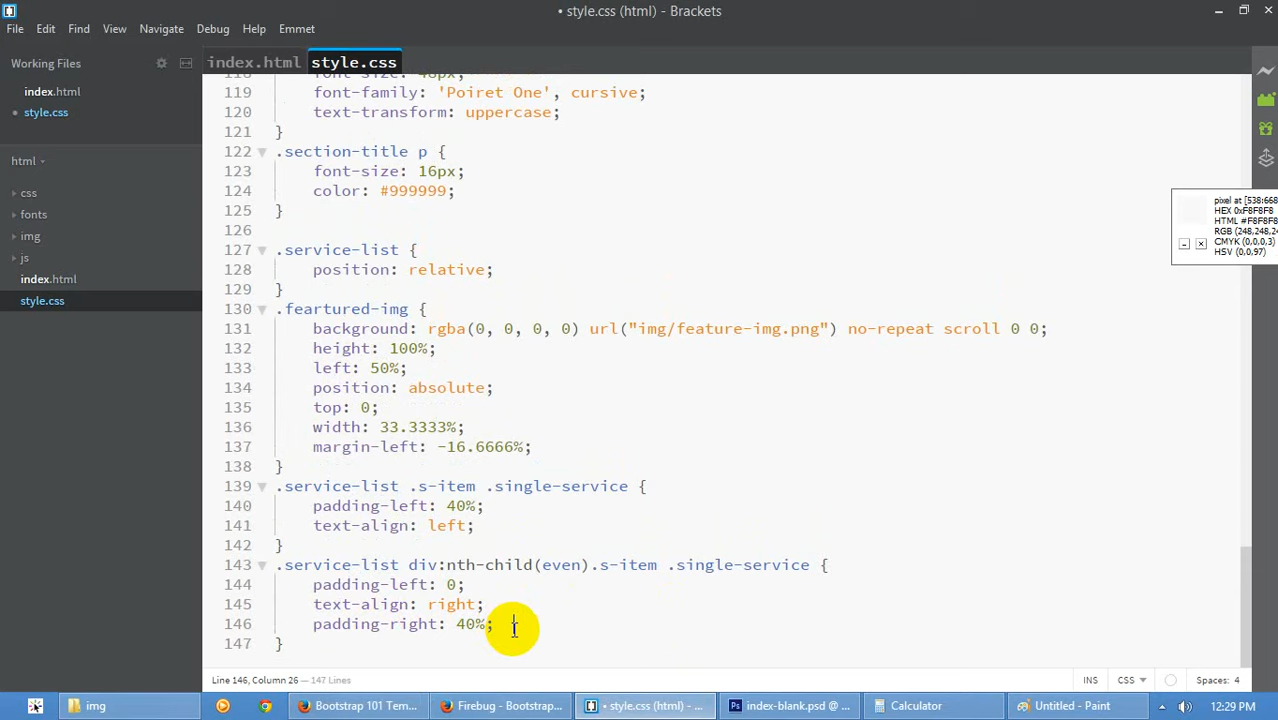 • style.css (html) - Brackets
File Edit Find View Navigate Debug Help Emmet
Working Files
index.html
• style.css
html
css
fonts
img
js
index.html
style.css
index.html style.css
118 font-size: 48px;
119 font-family: 'Poiret One', cursive;
120 text-transform: uppercase;
121 }
122 .section-title p {
123 font-size: 16px;
124 color: #999999;
125 }
126
127 .service-list {
128 position: relative;
129 }
130 .feartured-img {
131 background: rgba(0, 0, 0, 0) url("img/feature-img.png") no-repeat scroll 0 0;
132 height: 100%;
133 left: 50%;
134 position: absolute;
135 top: 0;
136 width: 33.3333%;
137 margin-left: -16.6666%;
138 }
139 .service-list .s-item .single-service {
140 padding-left: 40%;
141 text-align: left;
142 }
143 .service-list div:nth-child(even).s-item .single-service {
144 padding-left: 0;
145 text-align: right;
146 padding-right: 40%;
147 }
pixel at [538:668
HEX 0xF8F8F8
HTML #F8F8F8
RGB (248,248,24
CMYK (0,0,0,3)
HSV (0,0,97)
Line 146, Column 26 — 147 Lines
INS CSS Spaces: 4
img
Bootstrap 101 Tem...
Firebug - Bootstrap...
• style.css (html) - ...
index-blank.psd @ ...
Calculator
Untitled - Paint
12:29 PM